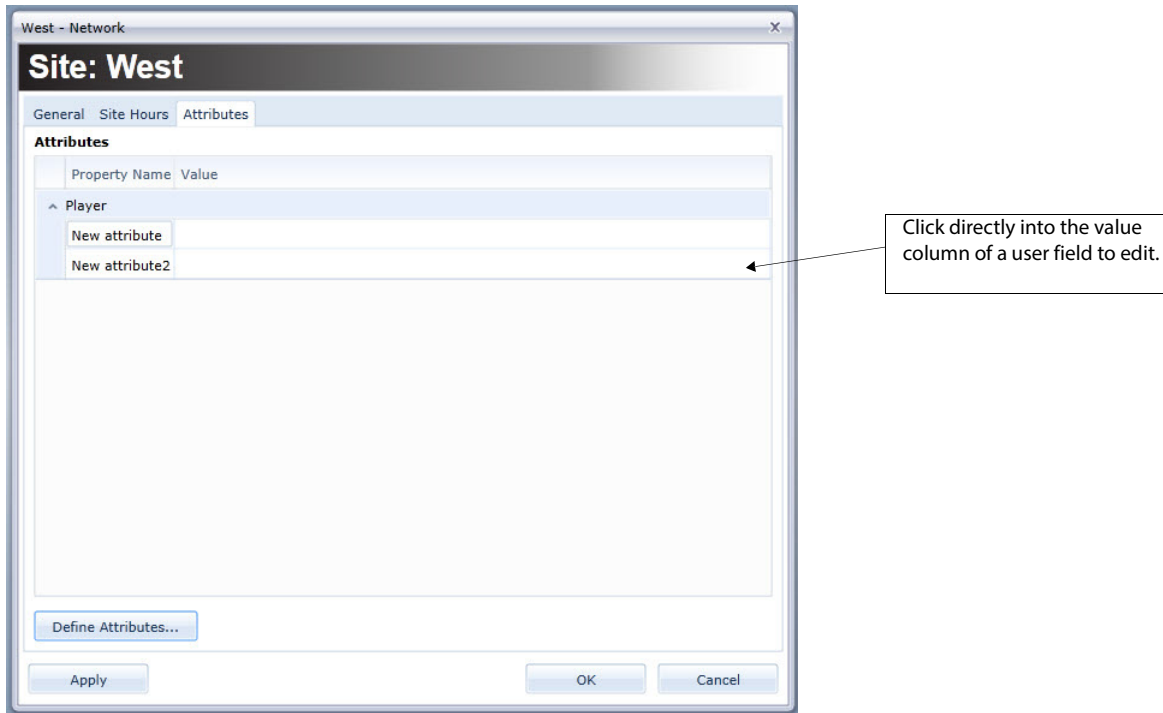 West - Network
Site: West
General Site Hours Attributes
Attributes
Property Name Value
Player
New attribute
New attribute2
Click directly into the value
column of a user field to edit.
Define Attributes...
Apply OK Cancel